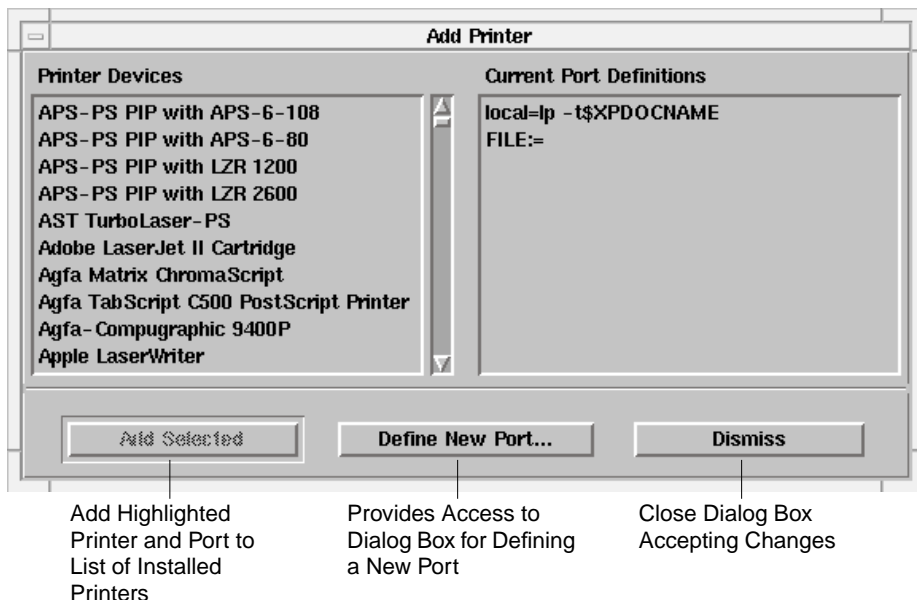 Add Printer
Printer Devices
APS-PS PIP with APS-6-108
APS-PS PIP with APS-6-80
APS-PS PIP with LZR 1200
APS-PS PIP with LZR 2600
AST TurboLaser-PS
Adobe LaserJet II Cartridge
Agfa Matrix ChromaScript
Agfa TabScript C500 PostScript Printer
Agfa-Compugraphic 9400P
Apple LaserWriter
Current Port Definitions
local=lp -t$XPDOCNAME
FILE:=
Add Selected
Define New Port...
Dismiss
Add Highlighted
Printer and Port to
List of Installed
Printers
Provides Access to
Dialog Box for Defining
a New Port
Close Dialog Box
Accepting Changes